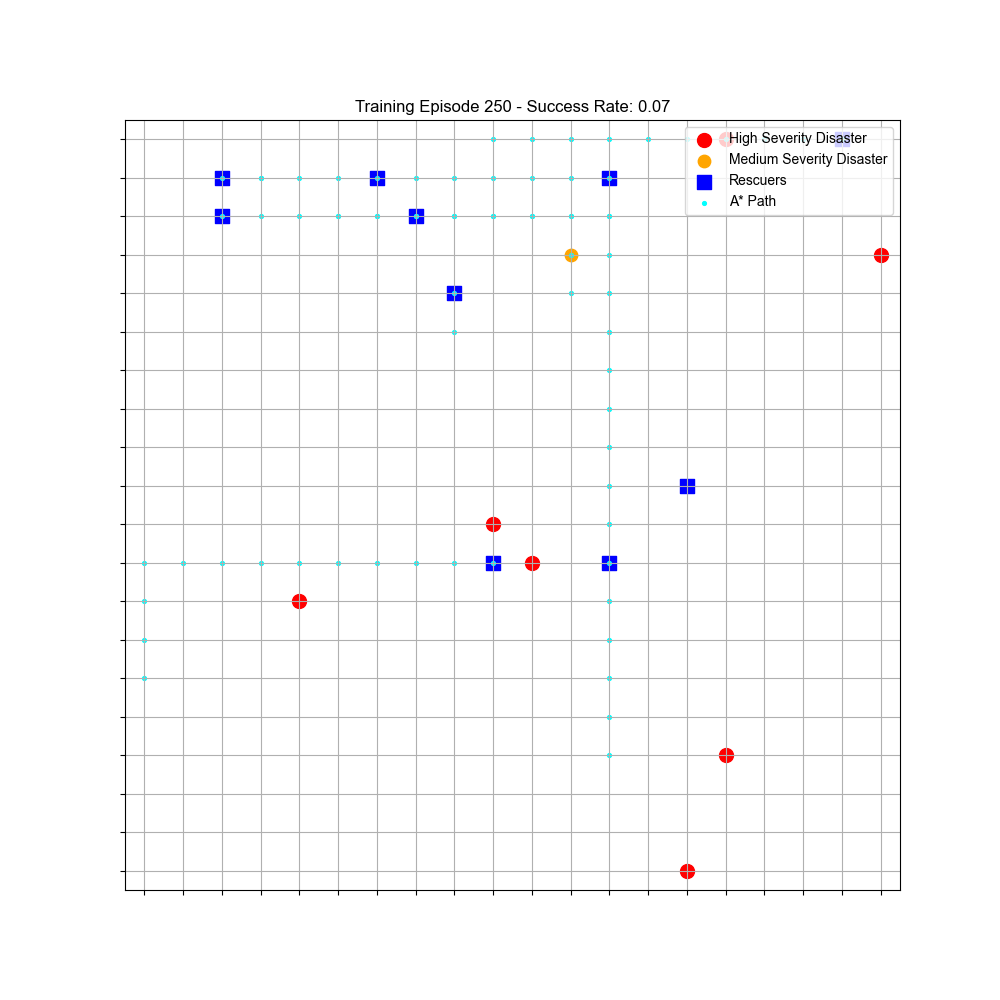 Training Episode 250 - Success Rate: 0.07
High Severity Disaster
Medium Severity Disaster
Rescuers
A* Path